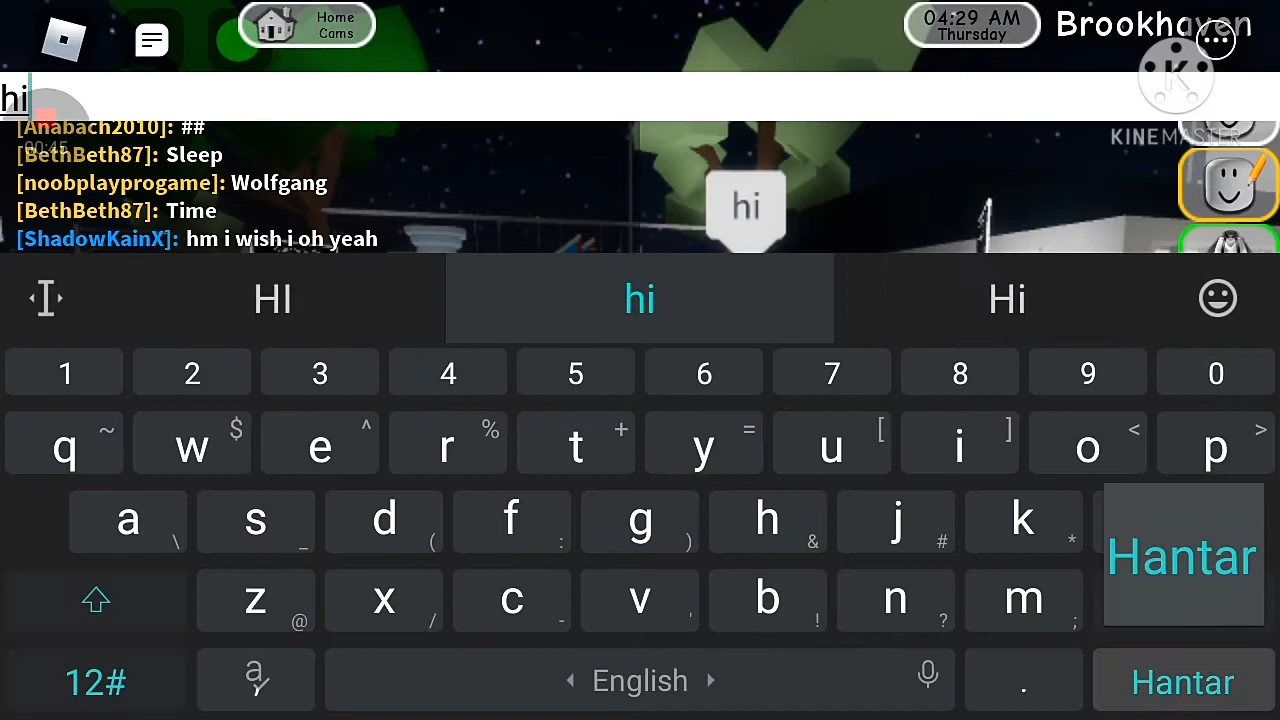 Home
Cams
04:29 AM
Thursday
Brookhaven
hi
[Anabach2010]: ##
00:45
[BethBeth87]: Sleep
[noobplayprogame]: Wolfgang
[BethBeth87]: Time
[ShadowKainX]: hm i wish i oh yeah
hi
K
KINEMASTER
HI hi Hi
1 2 3 4 5 6 7 8 9 0
q ~ w $ e ^ r % t + y = u [ i ] o < p >
a \ s _ d ( f : g ) h & j # k *
Hantar
z @ x / c - v ' b ! n ? m ;
12# a , English . Hantar